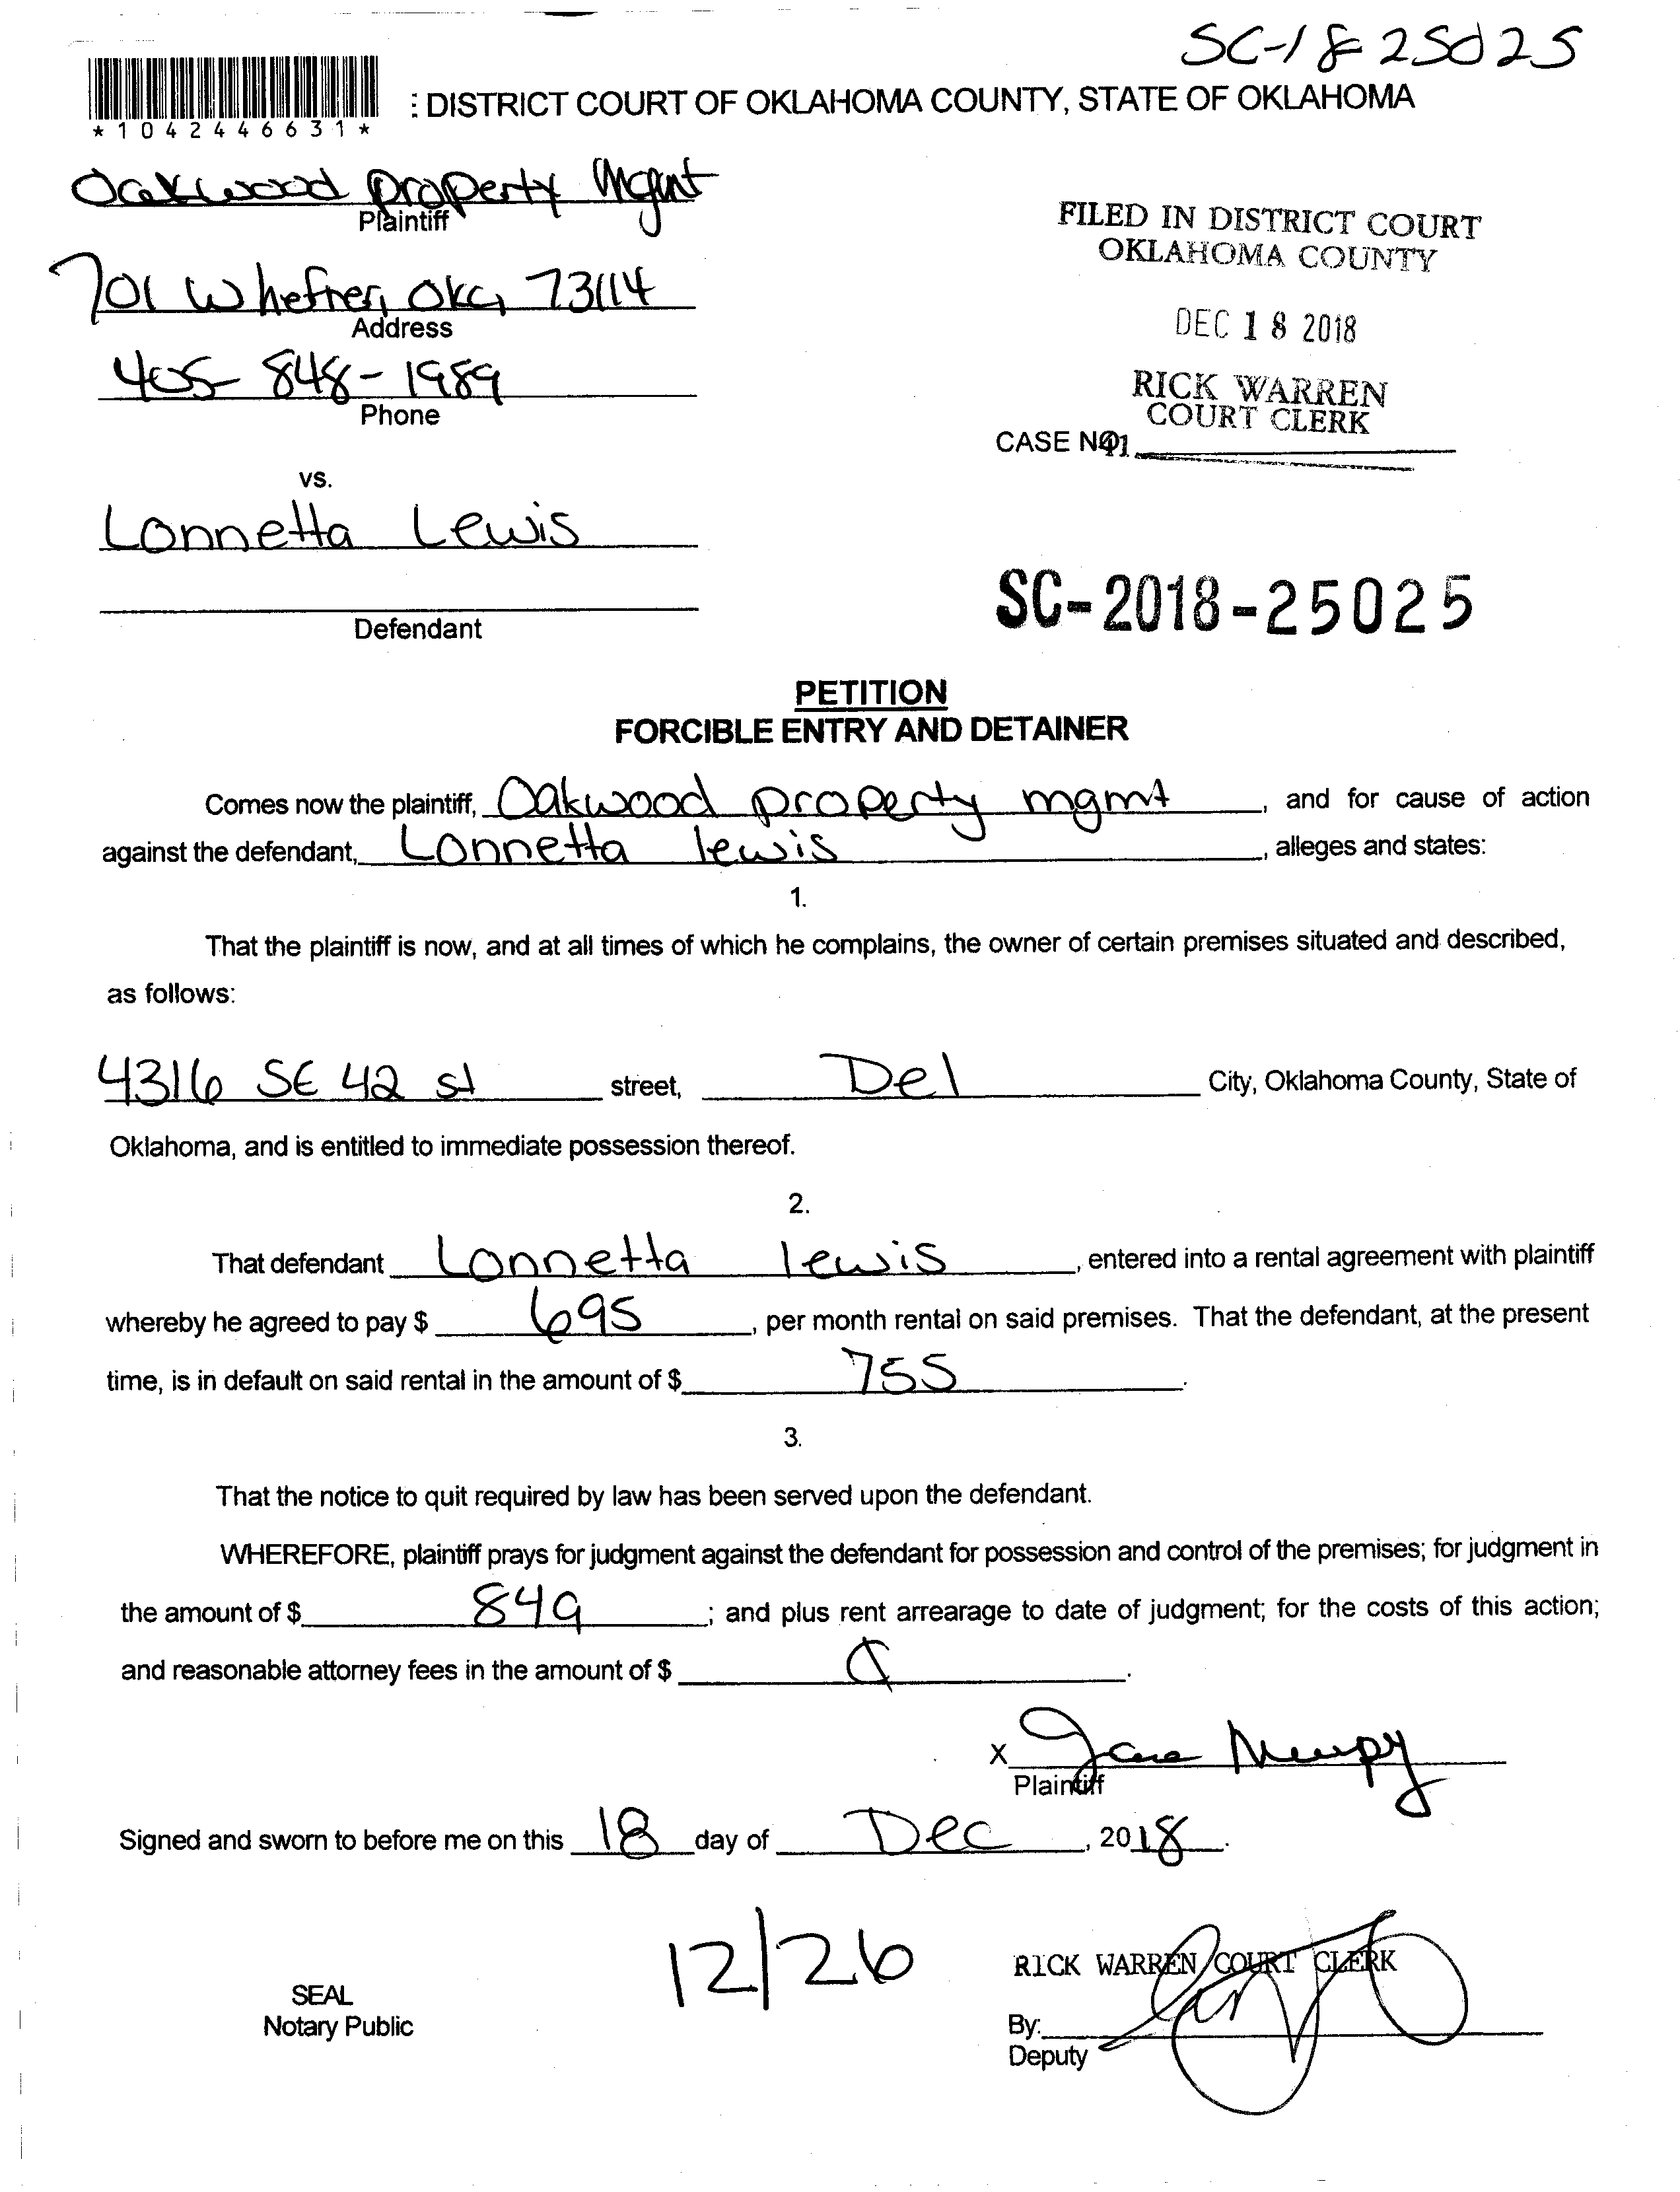 SC-18 25025
*1042446631*
: DISTRICT COURT OF OKLAHOMA COUNTY, STATE OF OKLAHOMA
Oakwood property Mgmt
Plaintiff
FILED IN DISTRICT COURT
OKLAHOMA COUNTY
701 W hefner, OKC, 73114
Address
DEC 18 2018
405-848-1989
Phone
RICK WARREN
COURT CLERK
CASE NO.
41
vs.
Lonnetta Lewis
Defendant
SC-2018-25025
PETITION
FORCIBLE ENTRY AND DETAINER
Comes now the plaintiff, Oakwood property mgmt, and for cause of action
against the defendant, Lonnetta lewis, alleges and states:
1.
That the plaintiff is now, and at all times of which he complains, the owner of certain premises situated and described,
as follows:
4316 SE 42 st street, Del City, Oklahoma County, State of
Oklahoma, and is entitled to immediate possession thereof.
2.
That defendant Lonnetta lewis, entered into a rental agreement with plaintiff
whereby he agreed to pay $ 695, per month rental on said premises. That the defendant, at the present
time, is in default on said rental in the amount of $ 755.
3.
That the notice to quit required by law has been served upon the defendant.
WHEREFORE, plaintiff prays for judgment against the defendant for possession and control of the premises; for judgment in
the amount of $ 849; and plus rent arrearage to date of judgment; for the costs of this action;
and reasonable attorney fees in the amount of $ .
X
Plaintiff
Signed and sworn to before me on this 18 day of Dec, 2018.
12/26
RICK WARREN COURT CLERK
SEAL
Notary Public
By:
Deputy